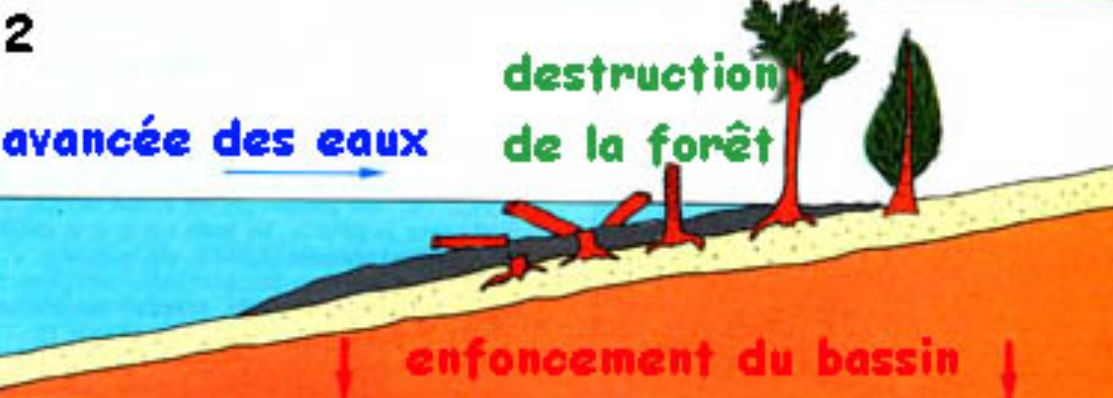 2
destruction
de la forêt
avancée des eaux
enfoncement du bassin